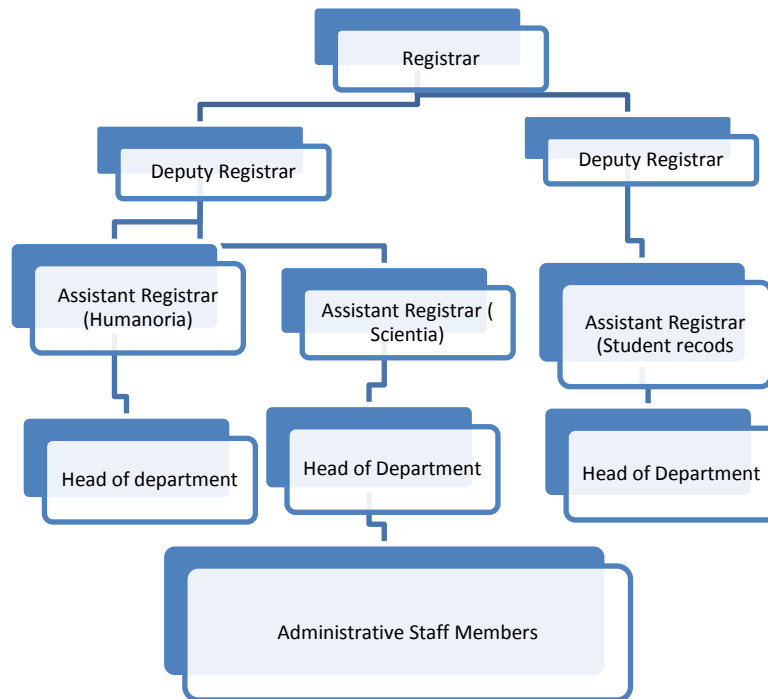 Registrar
Deputy Registrar
Deputy Registrar
Assistant Registrar
(Humanoria)
Assistant Registrar (
Scientia)
Assistant Registrar
(Student recods
Head of department
Head of Department
Head of Department
Administrative Staff Members